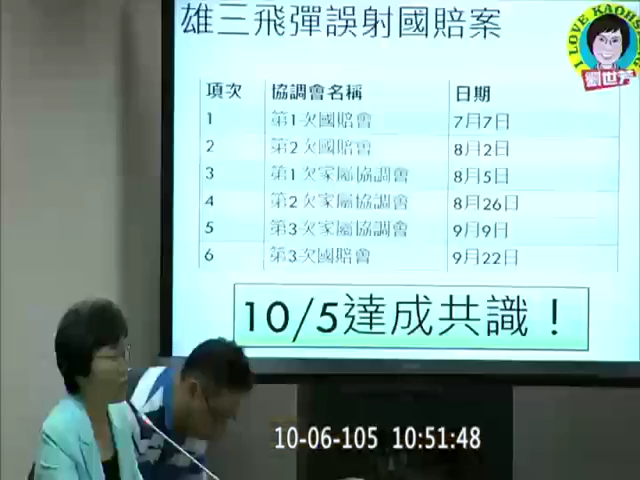 雄三飛彈誤射國賠案
I LOVE KAOHS
劉世芳
項次 協調會名稱 日期
1 第1次國賠會 7月7日
2 第2次國賠會 8月2日
3 第1次家屬協調會 8月5日
4 第2次家屬協調會 8月26日
5 第3次家屬協調會 9月9日
6 第3次國賠會 9月22日
10/5達成共識！
10-06-105 10:51:48